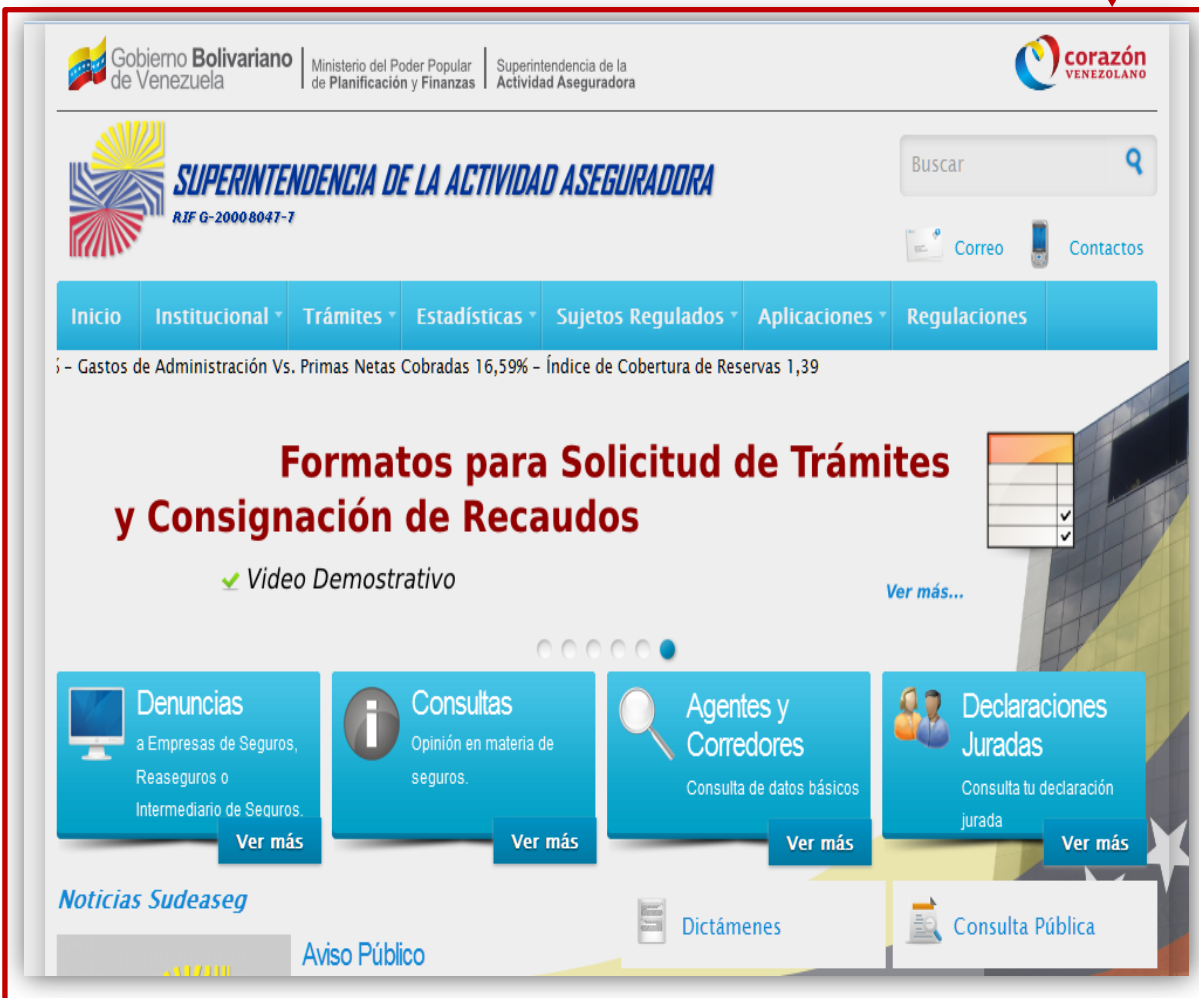 Gobierno Bolivariano
de Venezuela
Ministerio del Poder Popular
de Planificación y Finanzas
Superintendencia de la
Actividad Aseguradora
corazón
VENEZOLANO
SUPERINTENDENCIA DE LA ACTIVIDAD ASEGURADORA
RIF G-20008047-7
Buscar
Correo
Contactos
Inicio
Institucional
Trámites
Estadísticas
Sujetos Regulados
Aplicaciones
Regulaciones
– Gastos de Administración Vs. Primas Netas Cobradas 16,59% – Índice de Cobertura de Reservas 1,39
Formatos para Solicitud de Trámites
y Consignación de Recaudos
Video Demostrativo
Ver más...
Denuncias
a Empresas de Seguros,
Reaseguros o
Intermediario de Seguros.
Ver más
Consultas
Opinión en materia de
seguros.
Ver más
Agentes y
Corredores
Consulta de datos básicos
Ver más
Declaraciones
Juradas
Consulta tu declaración
jurada
Ver más
Noticias Sudeaseg
Aviso Público
Dictámenes
Consulta Pública